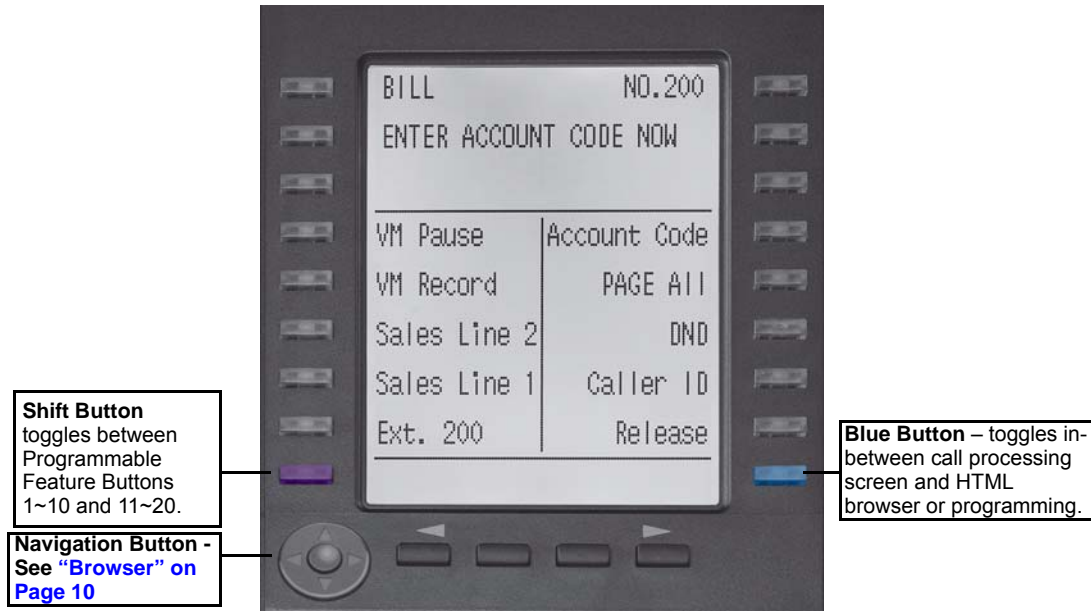 BILL NO.200
ENTER ACCOUNT CODE NOW
VM Pause Account Code
VM Record PAGE All
Sales Line 2 DND
Sales Line 1 Caller ID
Ext. 200 Release
Shift Button
toggles between
Programmable
Feature Buttons
1~10 and 11~20.
Navigation Button -
See “Browser” on
Page 10
Blue Button – toggles in-
between call processing
screen and HTML
browser or programming.